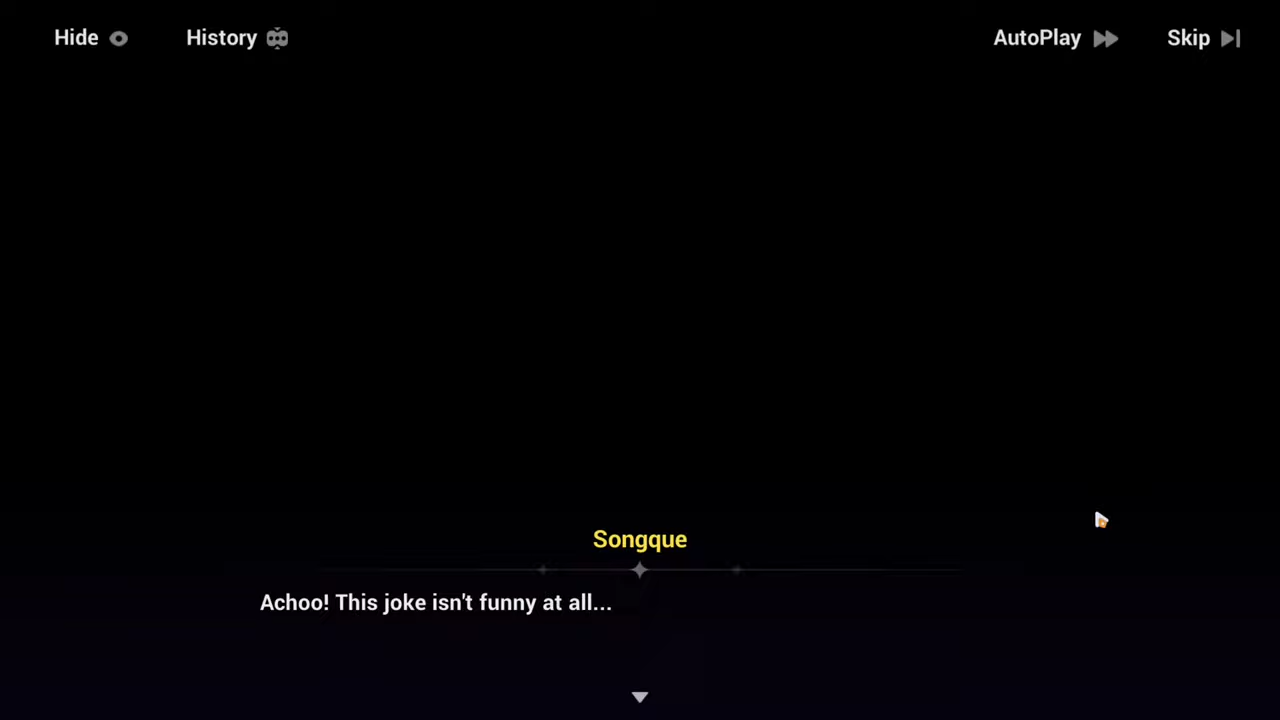 Hide
History
AutoPlay
Skip
Songque
Achoo! This joke isn't funny at all...